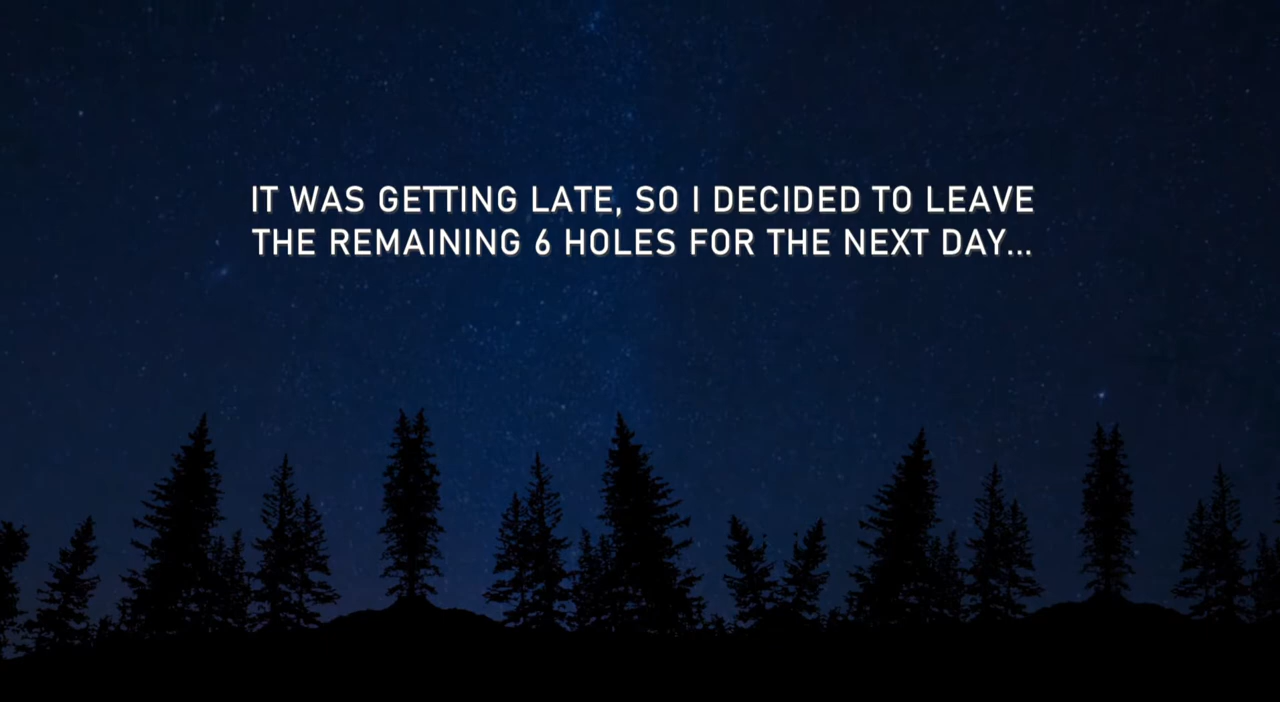 IT WAS GETTING LATE, SO I DECIDED TO LEAVE
THE REMAINING 6 HOLES FOR THE NEXT DAY...